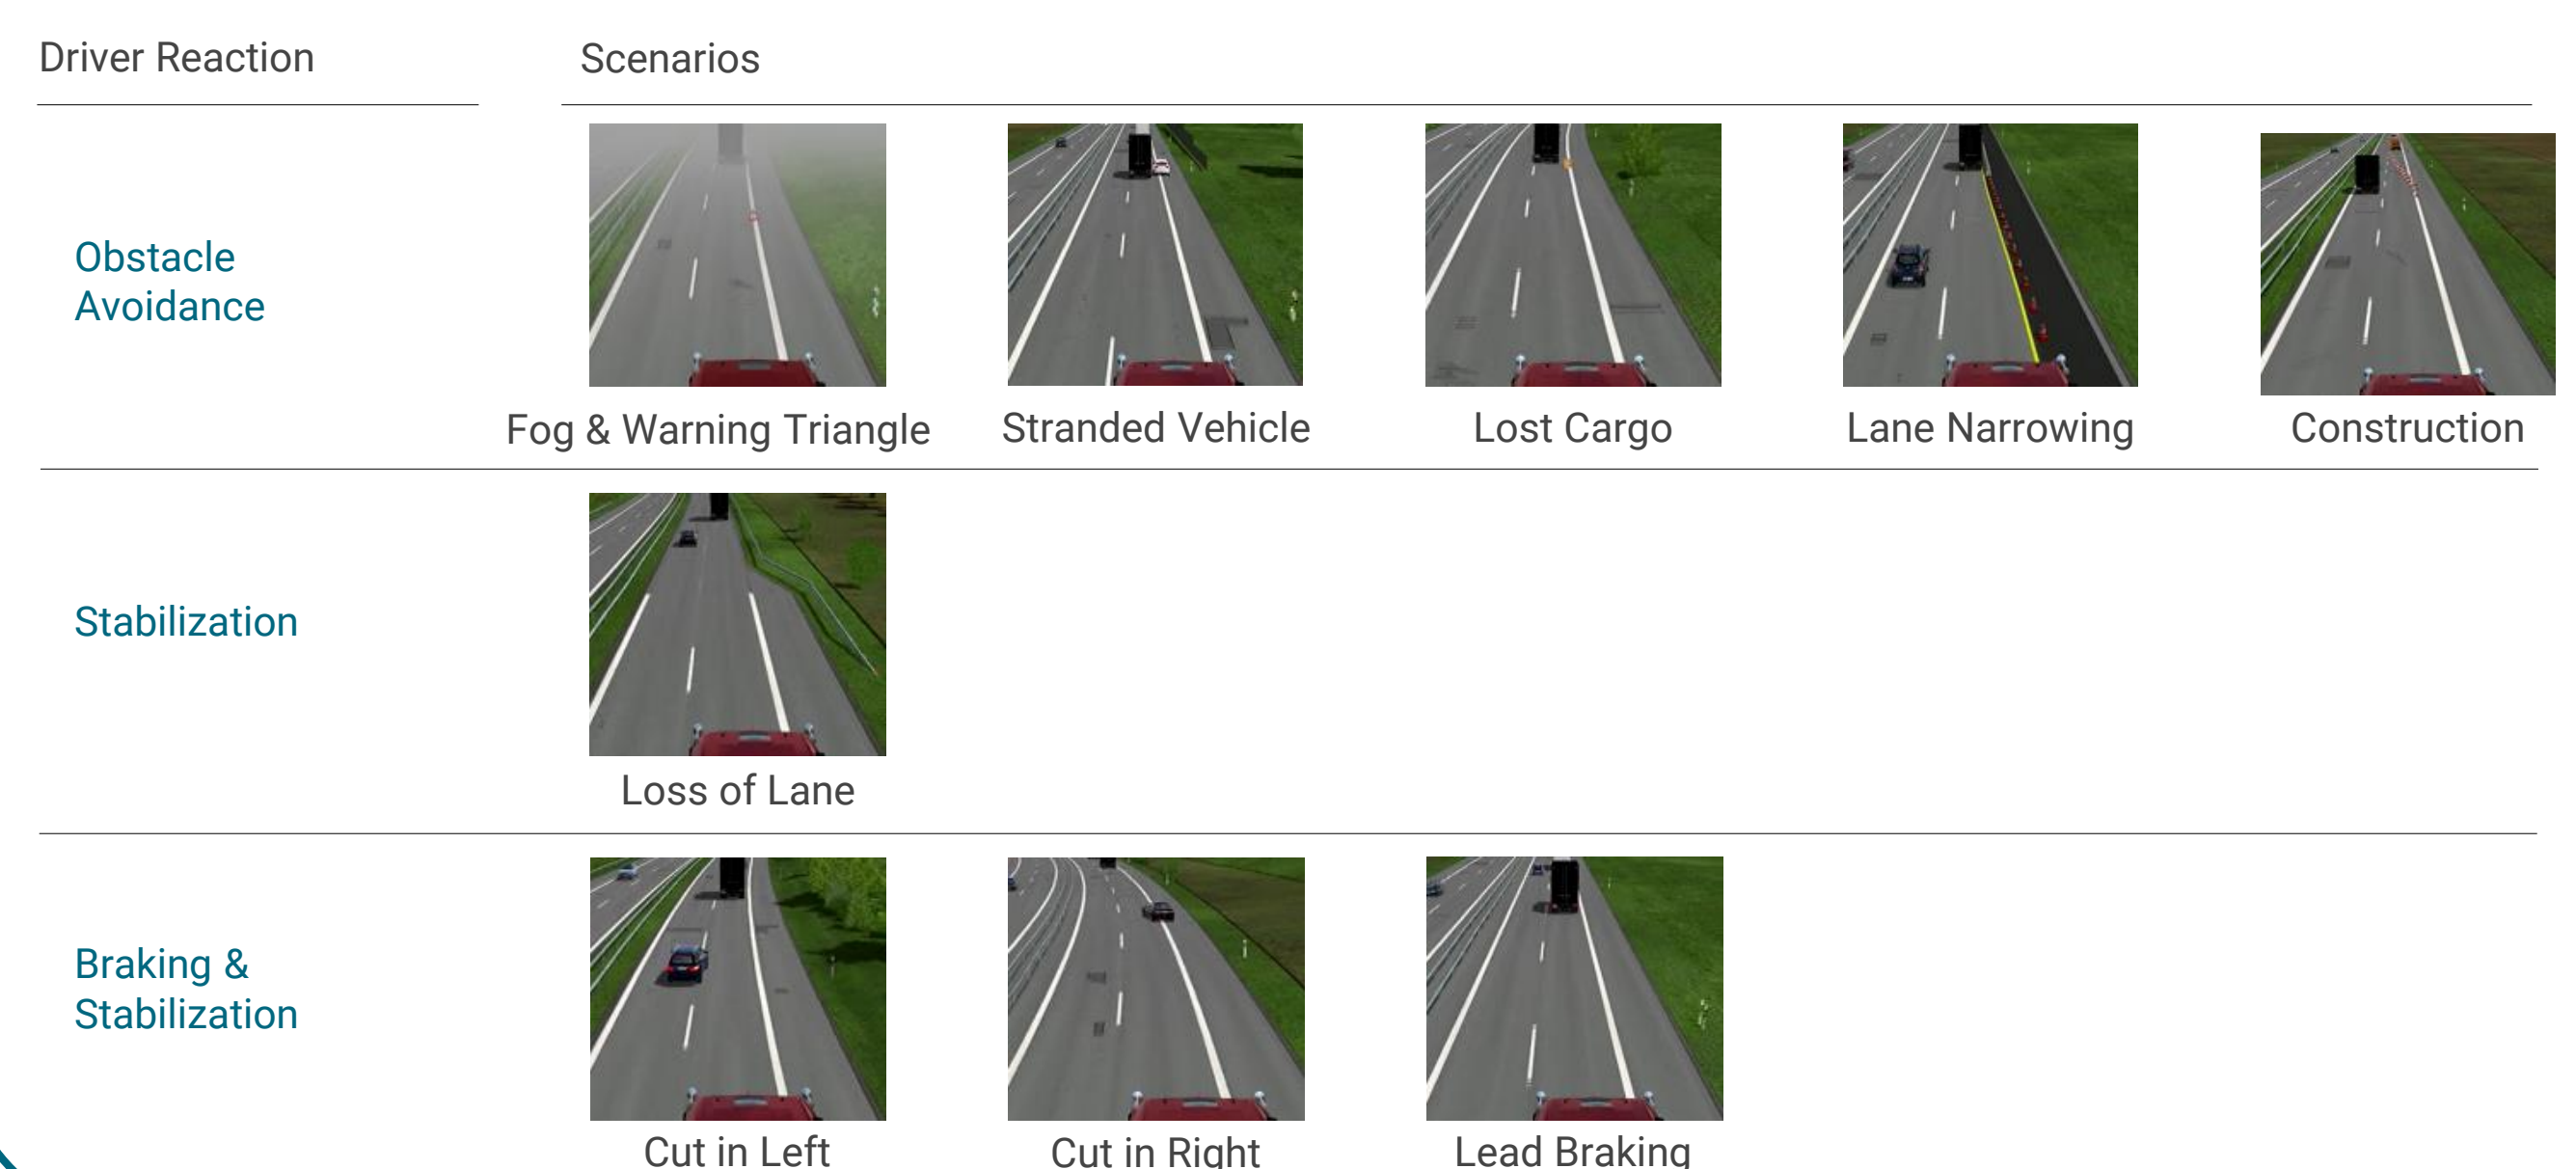 Driver Reaction
Scenarios
Obstacle
Avoidance
Fog & Warning Triangle
Stranded Vehicle
Lost Cargo
Lane Narrowing
Construction
Stabilization
Loss of Lane
Braking &
Stabilization
Cut in Left
Cut in Right
Lead Braking